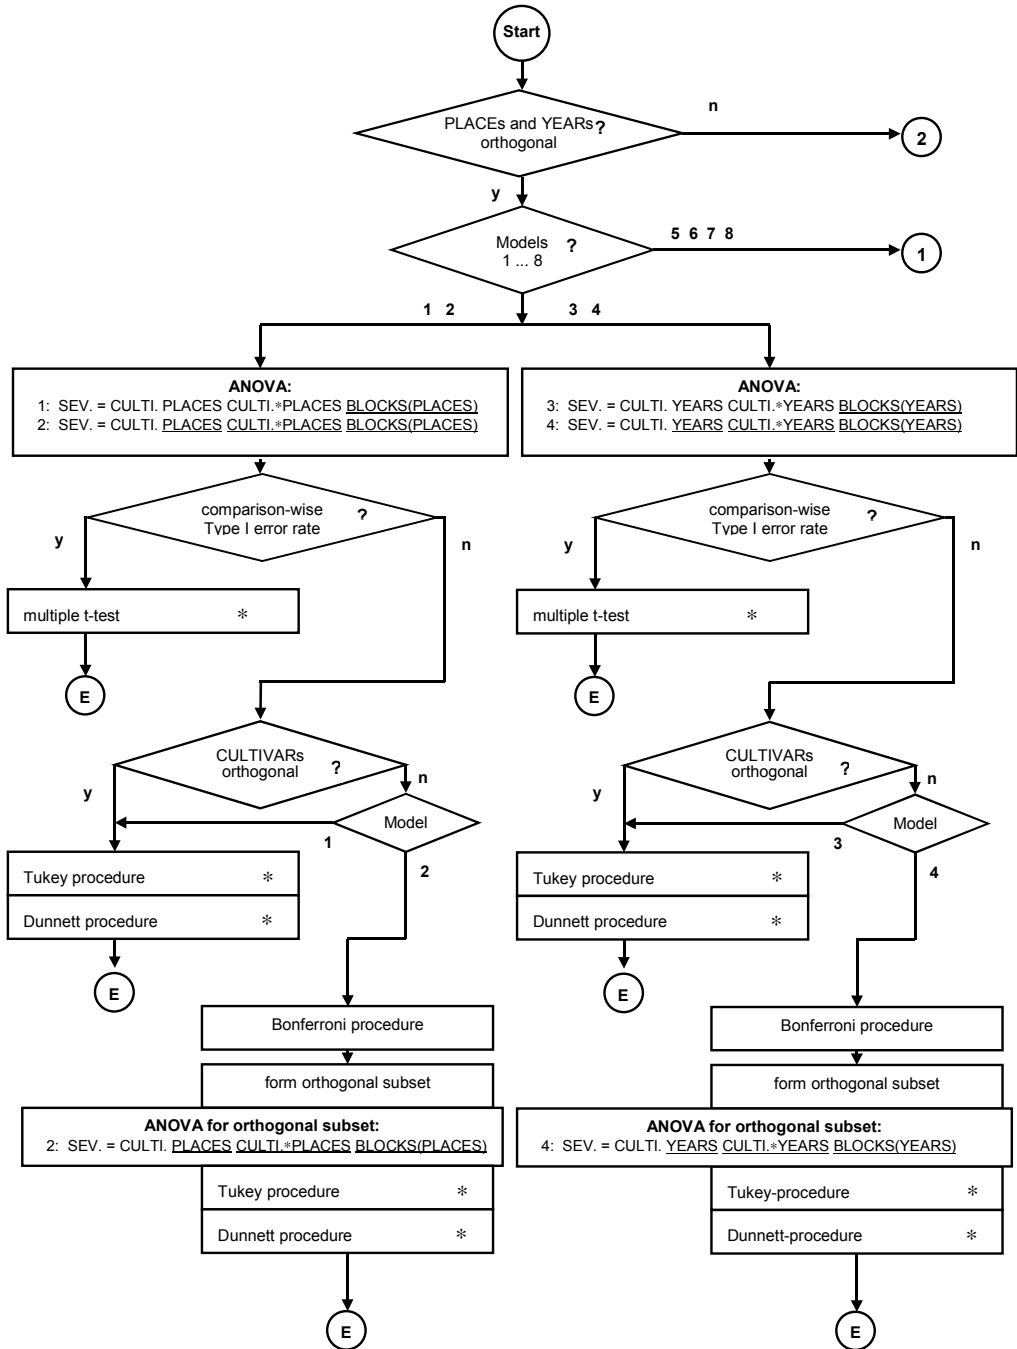 Start
n
PLACEs and YEARs ?
orthogonal
2
y
Models ?
1 ... 8
5 6 7 8
1
1 2
3 4
ANOVA:
1: SEV. = CULTI. PLACES CULTI.*PLACES BLOCKS(PLACES)
2: SEV. = CULTI. PLACES CULTI.*PLACES BLOCKS(PLACES)
ANOVA:
3: SEV. = CULTI. YEARS CULTI.*YEARS BLOCKS(YEARS)
4: SEV. = CULTI. YEARS CULTI.*YEARS BLOCKS(YEARS)
comparison-wise ?
Type I error rate
y
n
multiple t-test *
E
comparison-wise ?
Type I error rate
y
n
multiple t-test *
E
CULTIVARs ?
orthogonal
y
n
Model
1
2
Tukey procedure *
Dunnett procedure *
E
CULTIVARs ?
orthogonal
y
n
Model
3
4
Tukey procedure *
Dunnett procedure *
E
Bonferroni procedure
form orthogonal subset
ANOVA for orthogonal subset:
2: SEV. = CULTI. PLACES CULTI.*PLACES BLOCKS(PLACES)
Tukey procedure *
Dunnett procedure *
E
Bonferroni procedure
form orthogonal subset
ANOVA for orthogonal subset:
4: SEV. = CULTI. YEARS CULTI.*YEARS BLOCKS(YEARS)
Tukey-procedure *
Dunnett-procedure *
E